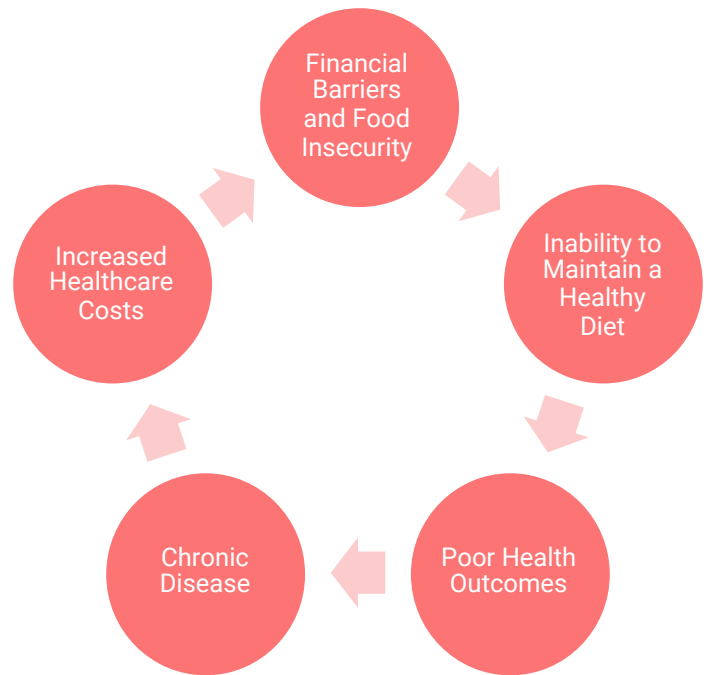 Financial
Barriers
and Food
Insecurity
Inability to
Maintain a
Healthy
Diet
Poor Health
Outcomes
Chronic
Disease
Increased
Healthcare
Costs